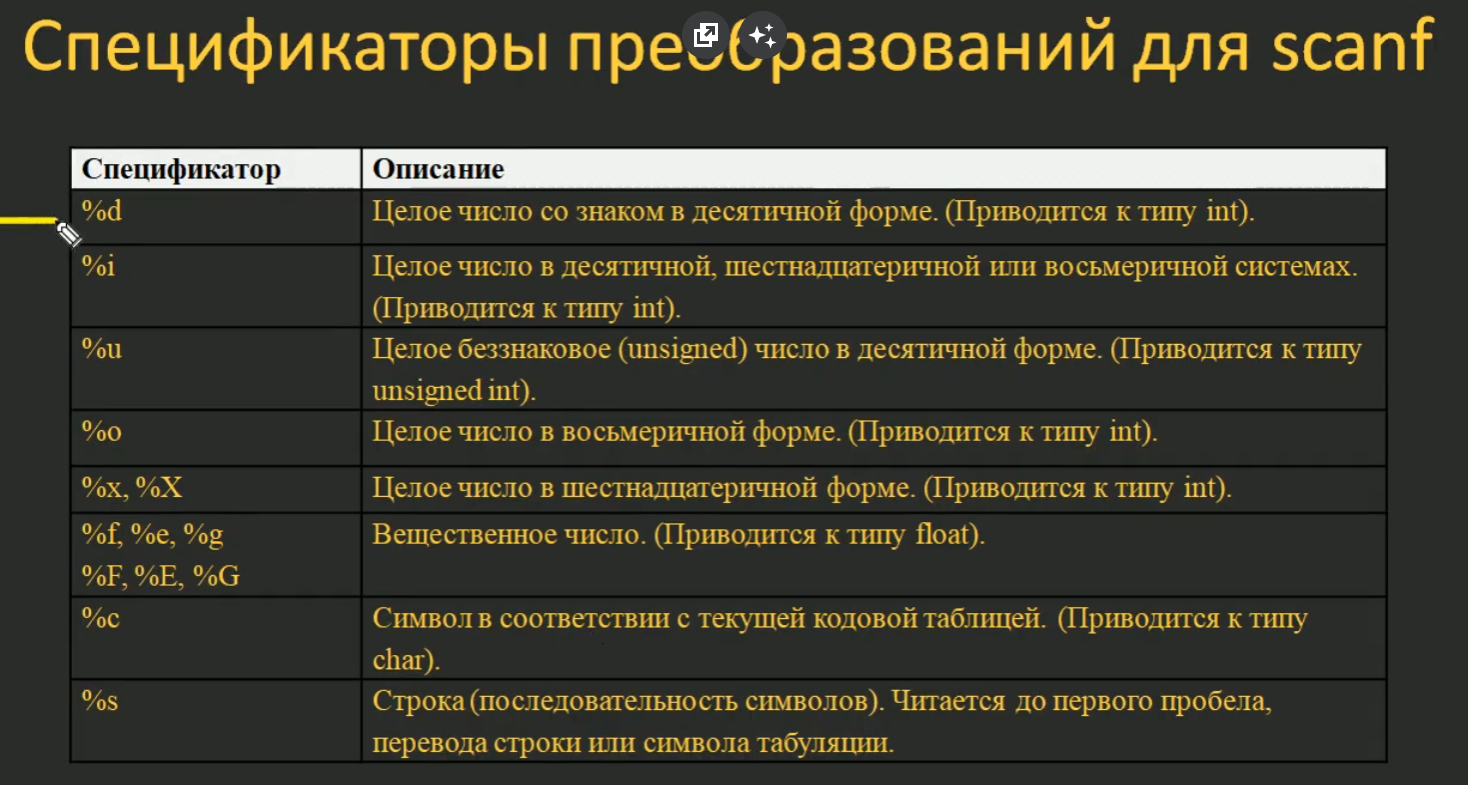 Спецификаторы преобразований для scanf
Спецификатор Описание
%d Целое число со знаком в десятичной форме. (Приводится к типу int).
%i Целое число в десятичной, шестнадцатеричной или восьмеричной системах.
(Приводится к типу int).
%u Целое беззнаковое (unsigned) число в десятичной форме. (Приводится к типу
unsigned int).
%o Целое число в восьмеричной форме. (Приводится к типу int).
%x, %X Целое число в шестнадцатеричной форме. (Приводится к типу int).
%f, %e, %g Вещественное число. (Приводится к типу float).
%F, %E, %G
%c Символ в соответствии с текущей кодовой таблицей. (Приводится к типу
char).
%s Строка (последовательность символов). Читается до первого пробела,
перевода строки или символа табуляции.